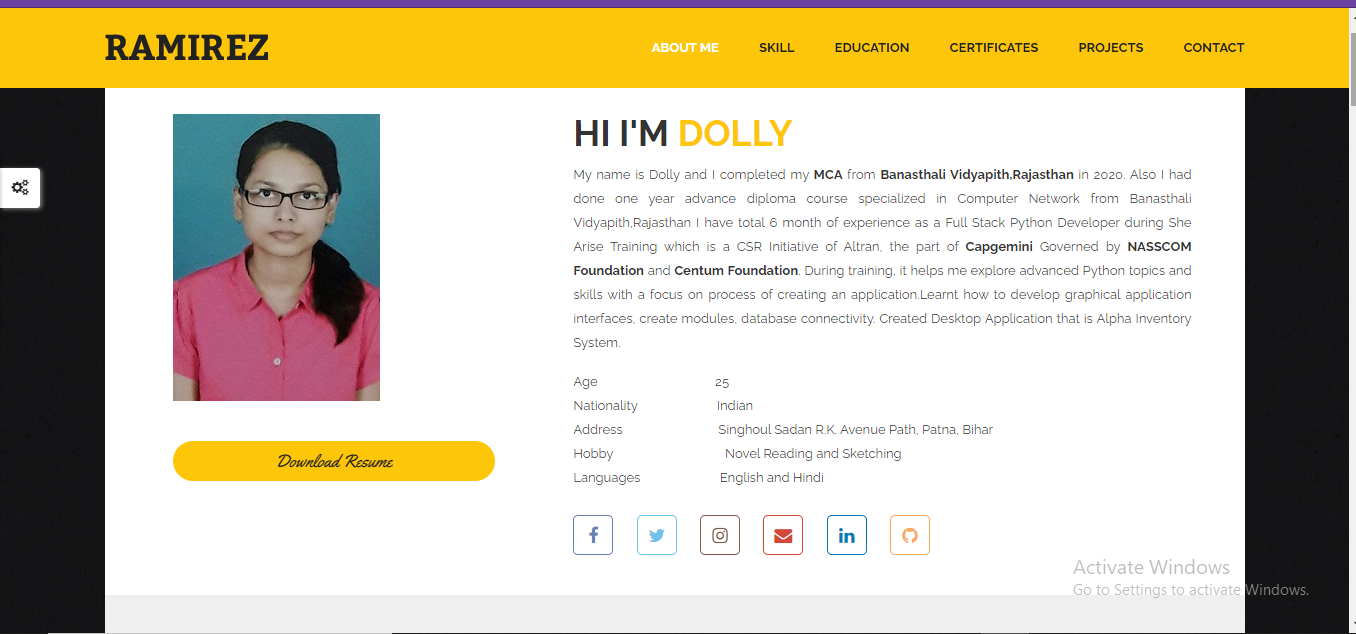 RAMIREZ
ABOUT ME SKILL EDUCATION CERTIFICATES PROJECTS CONTACT
HI I'M DOLLY
My name is Dolly and I completed my MCA from Banasthali Vidyapith,Rajasthan in 2020. Also I had
done one year advance diploma course specialized in Computer Network from Banasthali
Vidyapith,Rajasthan I have total 6 month of experience as a Full Stack Python Developer during She
Arise Training which is a CSR Initiative of Altran, the part of Capgemini Governed by NASSCOM
Foundation and Centum Foundation. During training, it helps me explore advanced Python topics and
skills with a focus on process of creating an application.Learnt how to develop graphical application
interfaces, create modules, database connectivity. Created Desktop Application that is Alpha Inventory
System.
Age 25
Nationality Indian
Address Singhoul Sadan R.K. Avenue Path, Patna, Bihar
Hobby Novel Reading and Sketching
Languages English and Hindi
Download Resume
Activate Windows
Go to Settings to activate Windows.